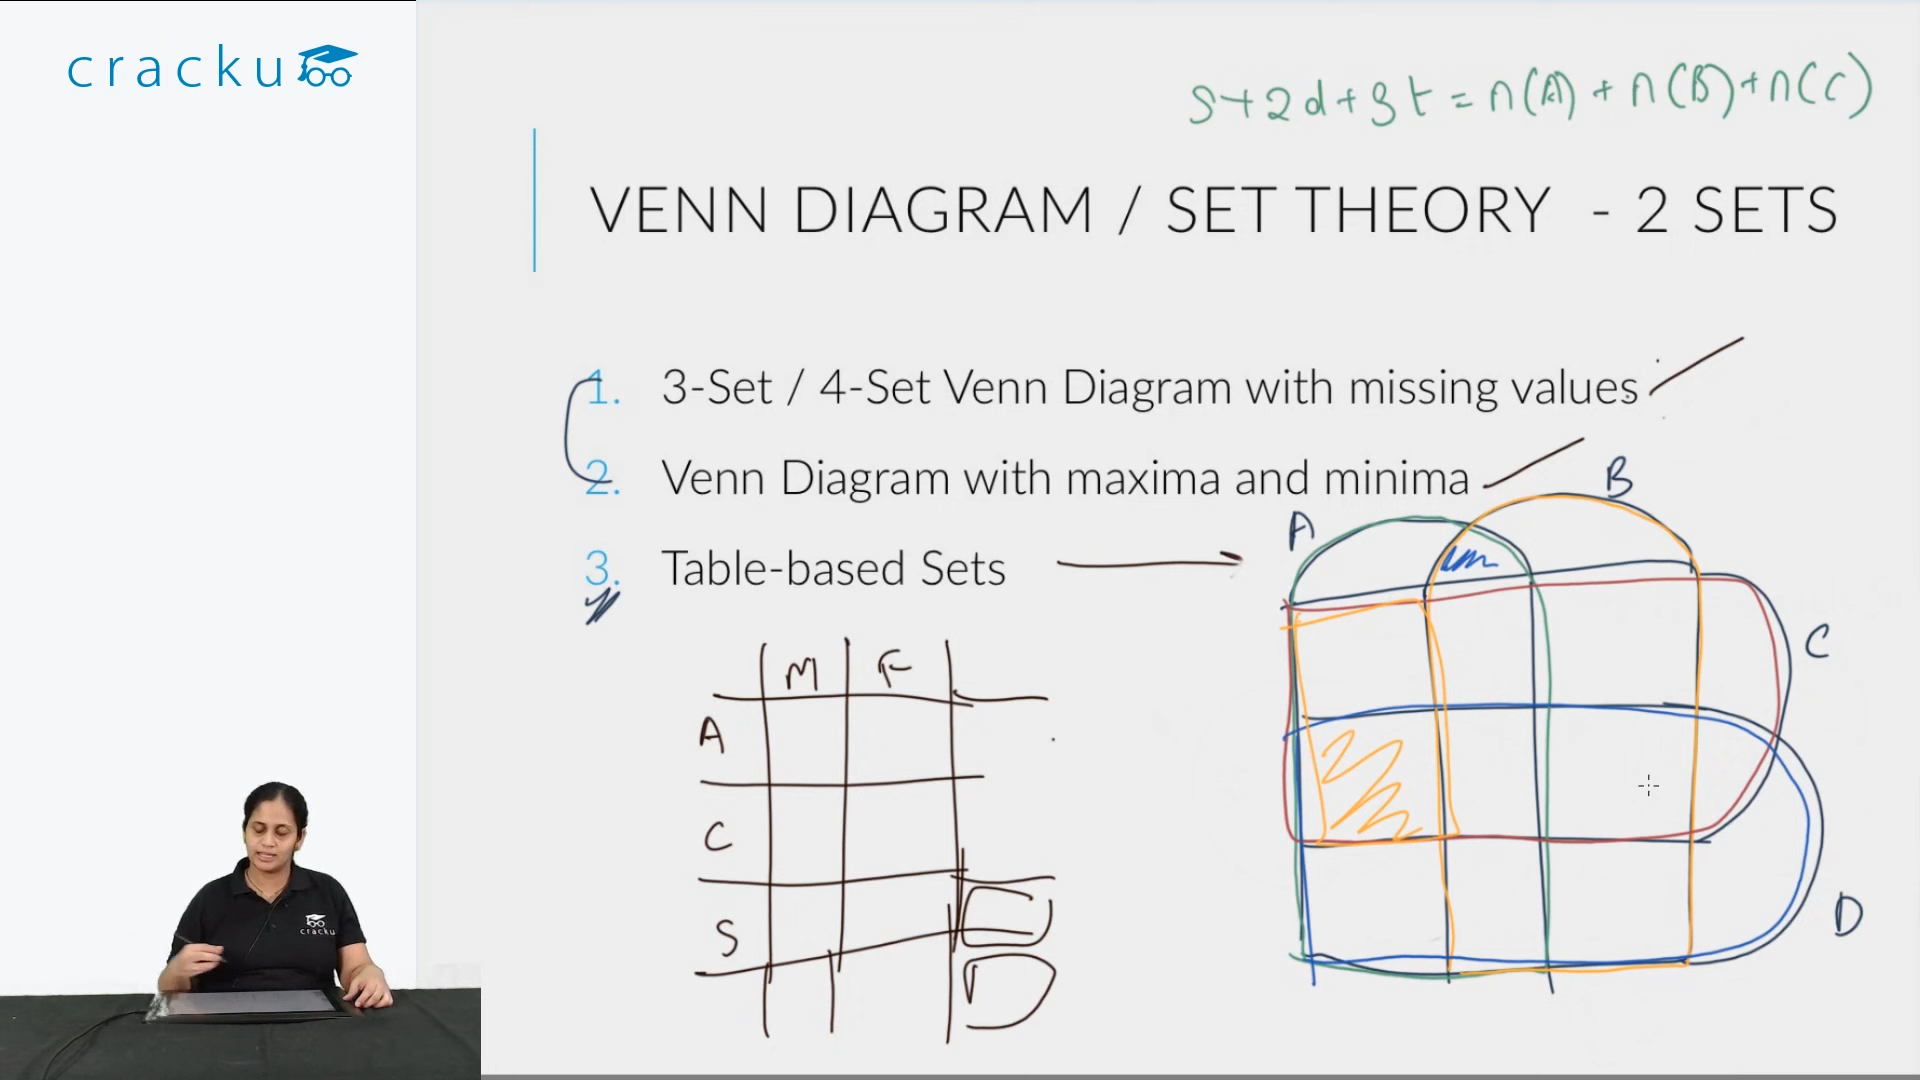 cracku
S+2d+3t=n(A)+n(B)+n(C)
VENN DIAGRAM / SET THEORY - 2 SETS
1. 3-Set / 4-Set Venn Diagram with missing values
2. Venn Diagram with maxima and minima
3. Table-based Sets
B
A
C
D
M F
A
C
S
cracku